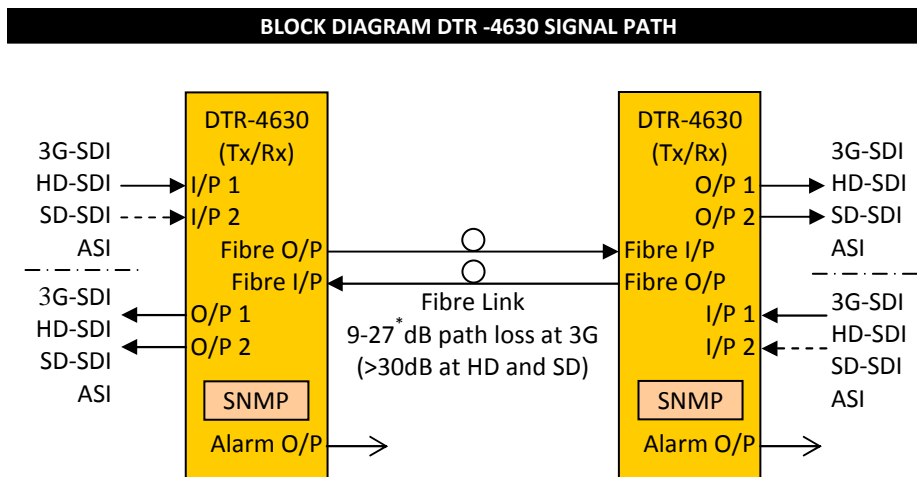 BLOCK DIAGRAM DTR -4630 SIGNAL PATH
3G-SDI
HD-SDI
SD-SDI
ASI
3G-SDI
HD-SDI
SD-SDI
ASI
DTR-4630
(Tx/Rx)
I/P 1
I/P 2
Fibre O/P
Fibre I/P
O/P 1
O/P 2
SNMP
Alarm O/P
Fibre Link
9-27*dB path loss at 3G
(>30dB at HD and SD)
DTR-4630
(Tx/Rx)
O/P 1
O/P 2
Fibre I/P
Fibre O/P
I/P 1
I/P 2
SNMP
Alarm O/P
3G-SDI
HD-SDI
SD-SDI
ASI
3G-SDI
HD-SDI
SD-SDI
ASI